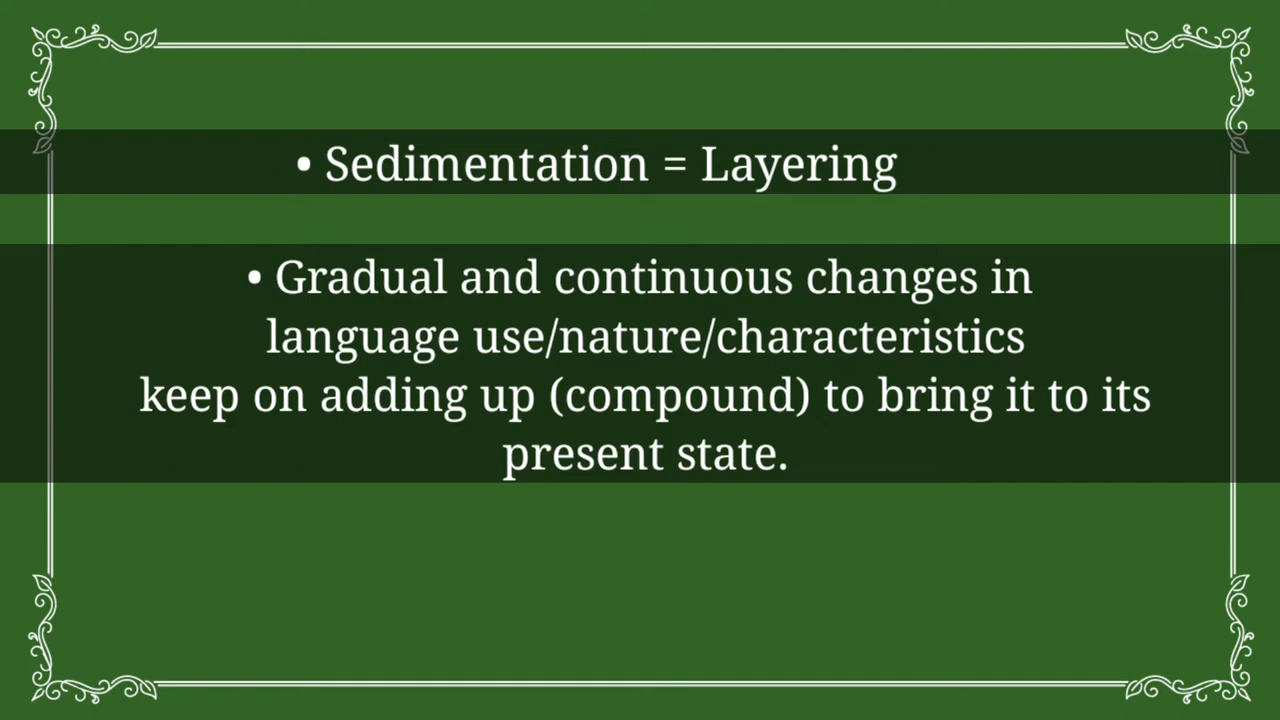 • Sedimentation = Layering
• Gradual and continuous changes in
language use/nature/characteristics
keep on adding up (compound) to bring it to its
present state.